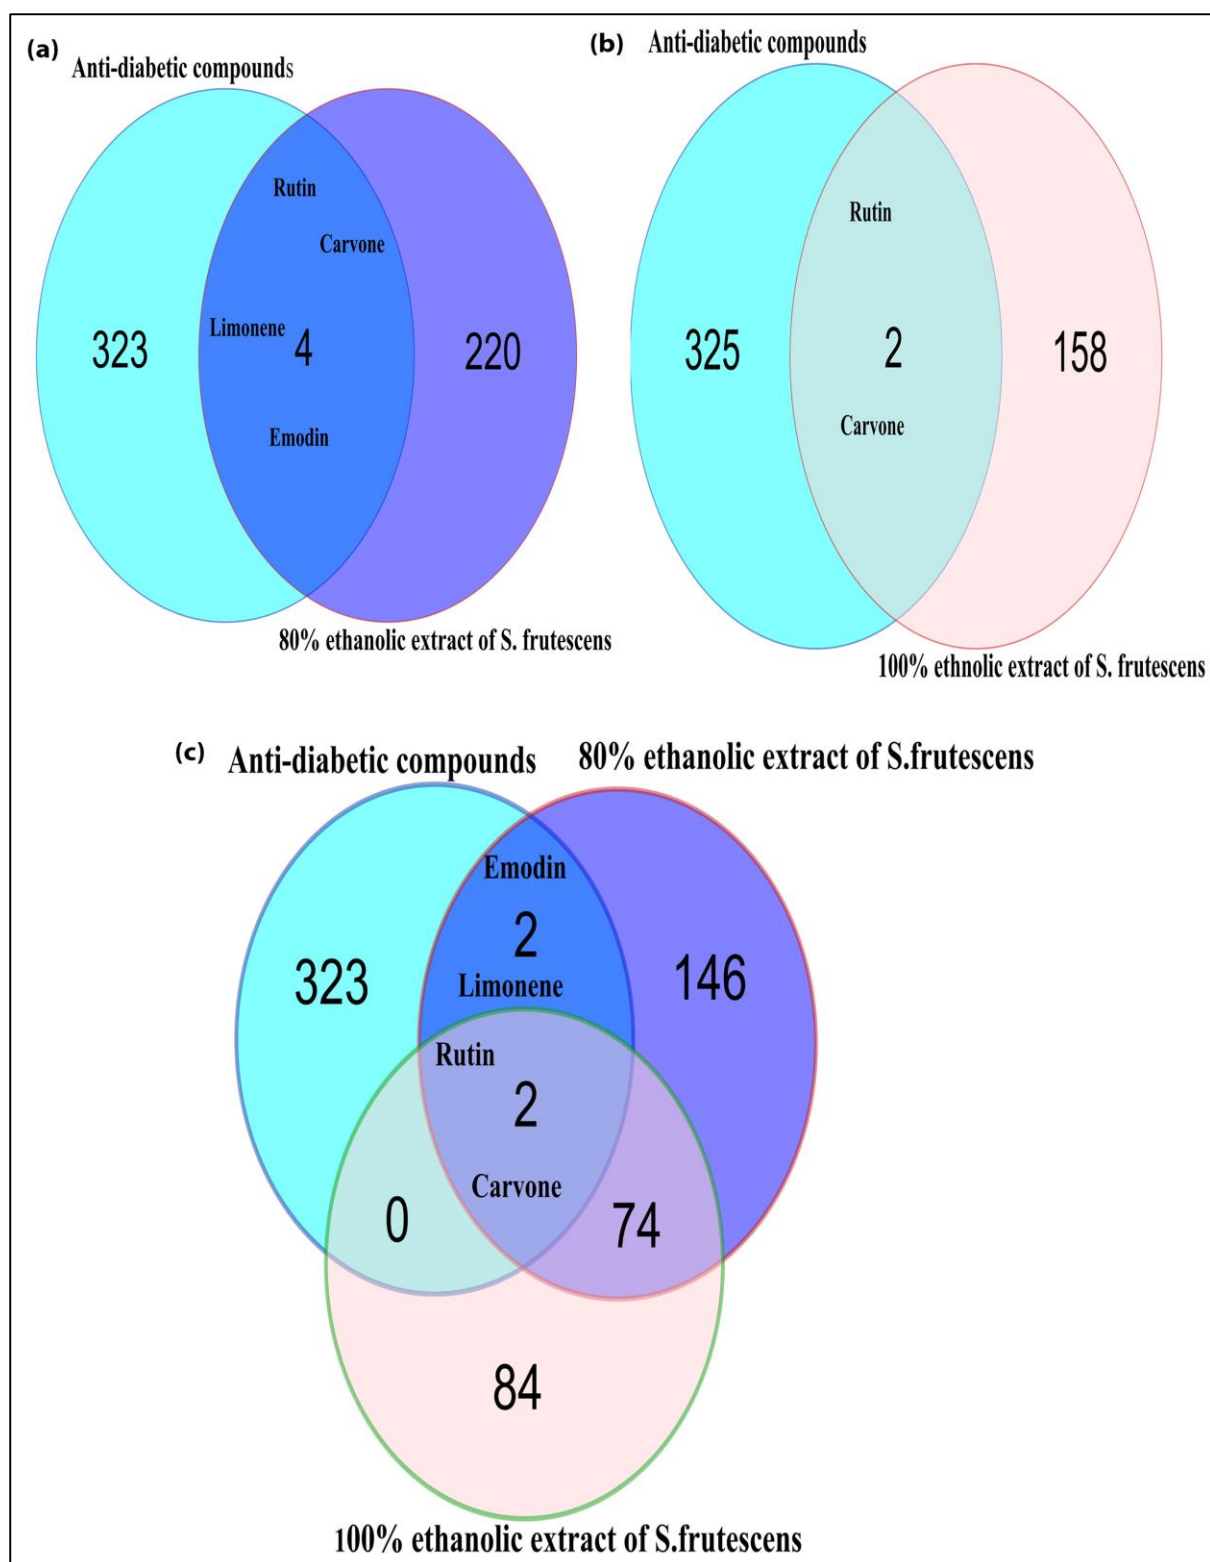 (a)
Anti-diabetic compounds
Rutin
Carvone
Limonene
323
4
220
Emodin
80% ethanolic extract of S. frutescens
(b)
Anti-diabetic compounds
Rutin
325
2
158
Carvone
100% ethnolic extract of S. frutescens
(c)
Anti-diabetic compounds
80% ethanolic extract of S.frutescens
Emodin
2
323
146
Limonene
Rutin
2
Carvone
0
74
84
100% ethanolic extract of S.frutescens